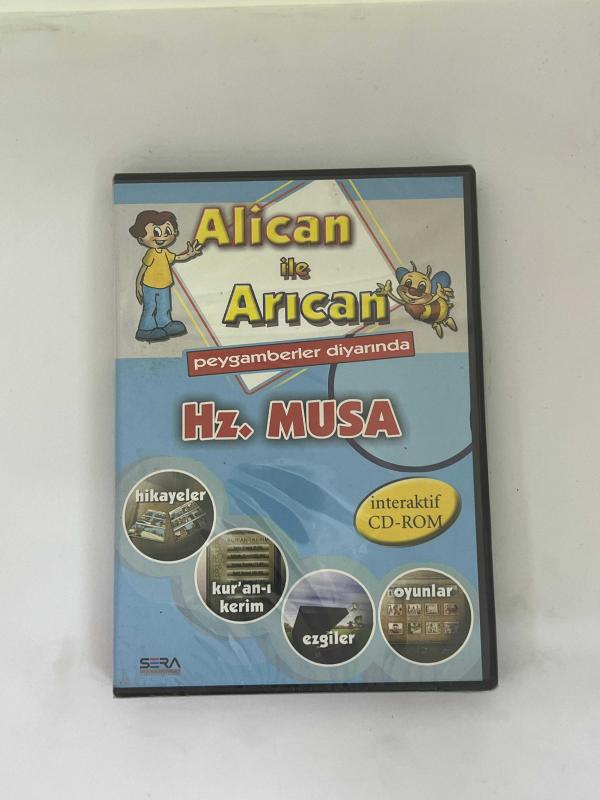 Alican
ile
Arıcan
peygamberler diyarında
Hz. MUSA
hikayeler
interaktif
CD-ROM
kur'an-ı
kerim
ezgiler
oyunlar
SERA